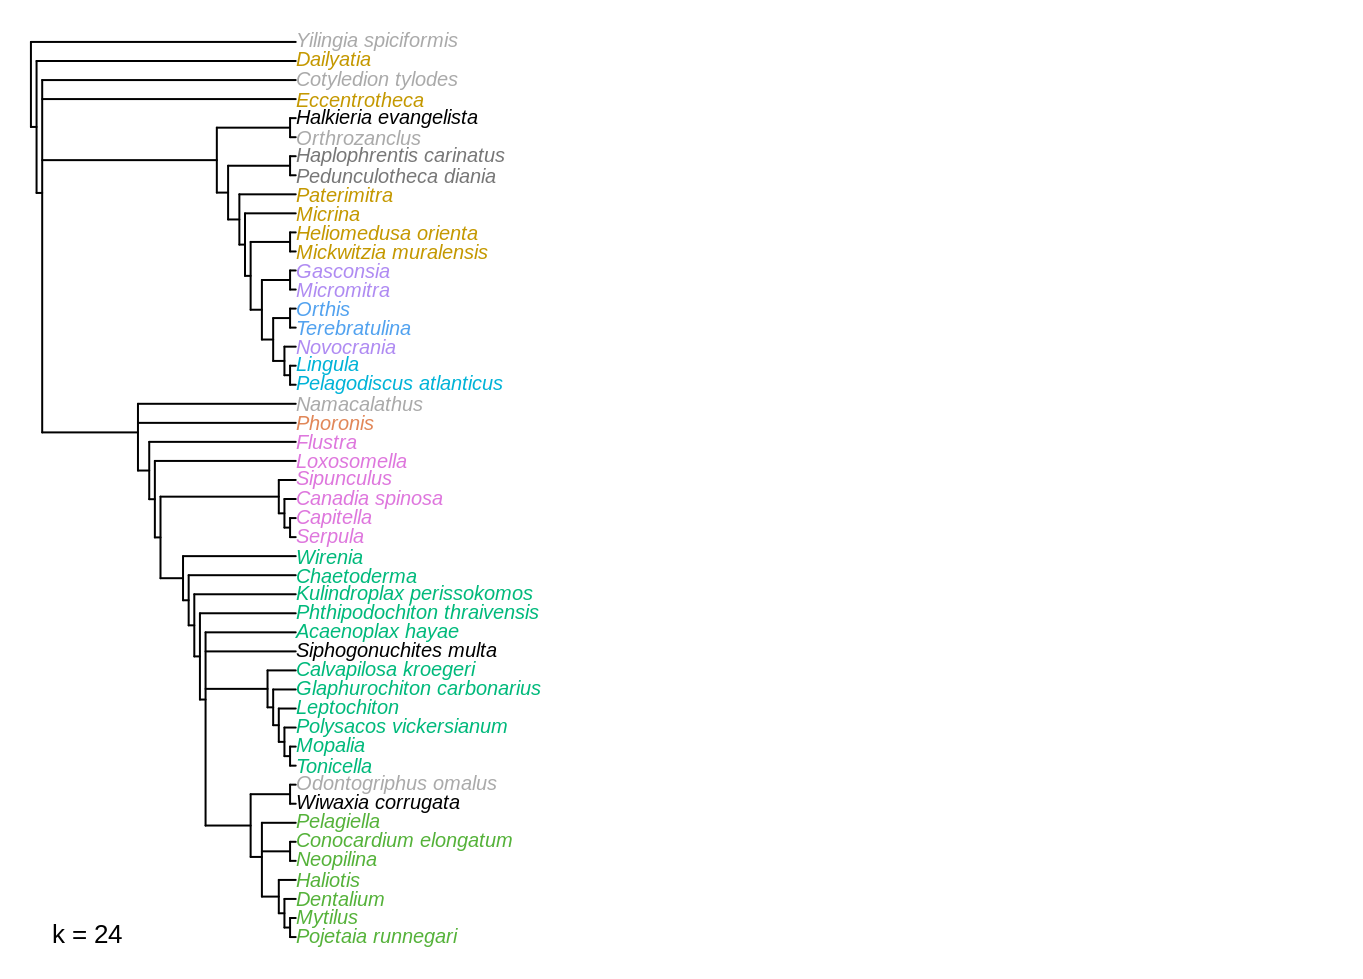 Yilingia spiciformis
Dailyatia
Cotyledion tylodes
Eccentrotheca
Halkieria evangelista
Orthrozanclus
Haplophrentis carinatus
Pedunculotheca diania
Paterimitra
Micrina
Heliomedusa orienta
Mickwitzia muralensis
Gasconsia
Micromitra
Orthis
Terebratulina
Novocrania
Lingula
Pelagodiscus atlanticus
Namacalathus
Phoronis
Flustra
Loxosomella
Sipunculus
Canadia spinosa
Capitella
Serpula
Wirenia
Chaetoderma
Kulindroplax perissokomos
Phthipodochiton thraivensis
Acaenoplax hayae
Siphogonuchites multa
Calvapilosa kroegeri
Glaphurochiton carbonarius
Leptochiton
Polysacos vickersianum
Mopalia
Tonicella
Odontogriphus omalus
Wiwaxia corrugata
Pelagiella
Conocardium elongatum
Neopilina
Haliotis
Dentalium
Mytilus
Pojetaia runnegari
k = 24